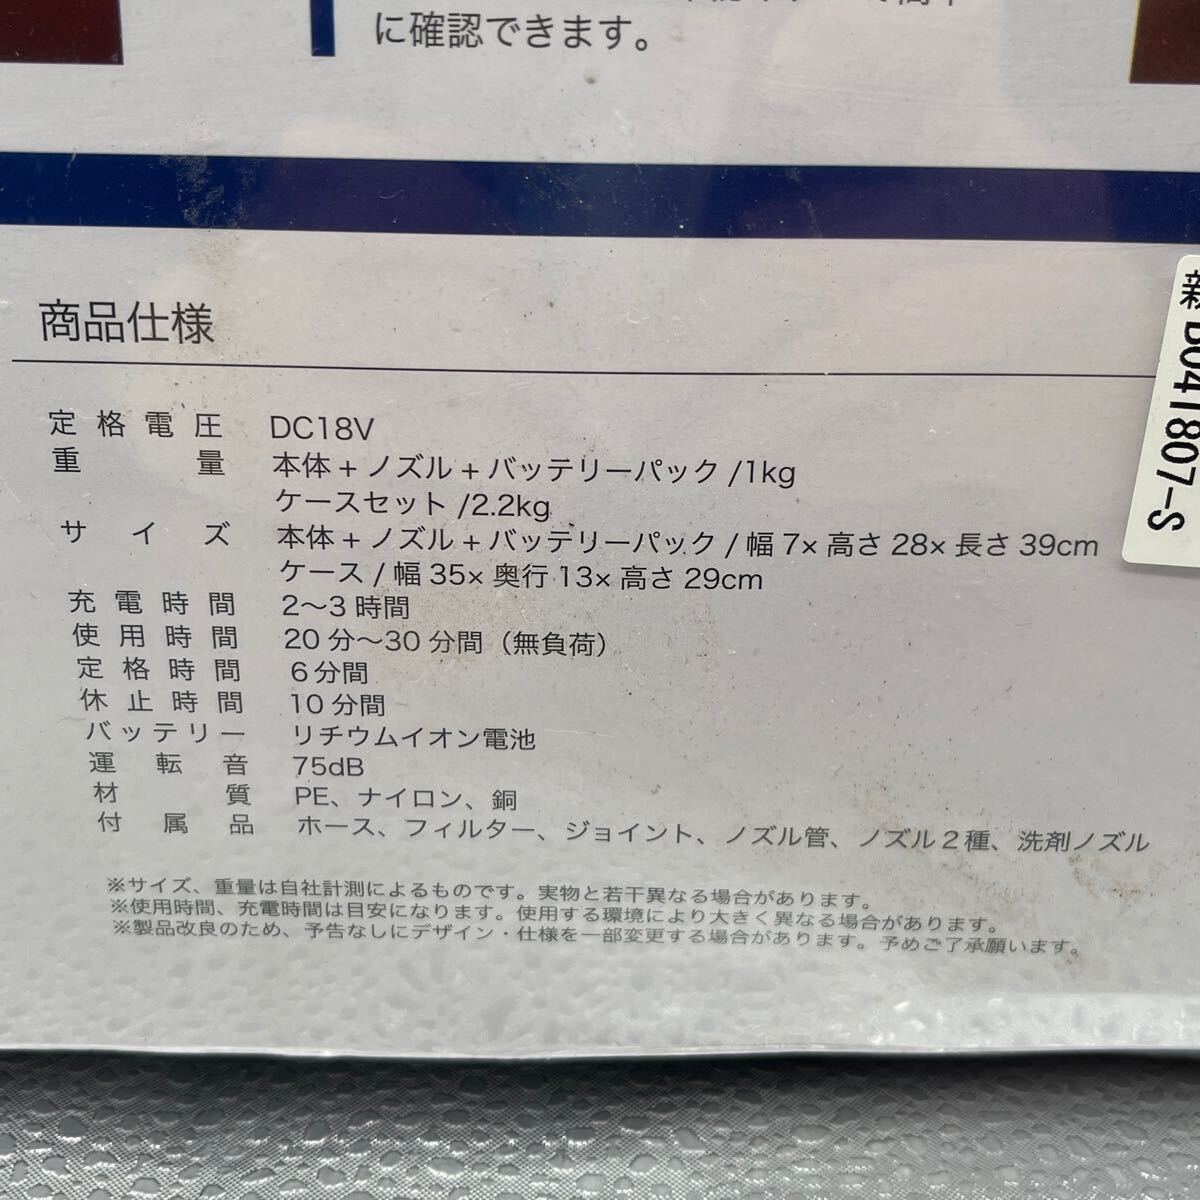 に確認できます。
商品仕様
定格電圧 DC18V
重量 本体+ノズル+バッテリーパック/1kg
ケースセット/2.2kg
サイズ 本体+ノズル+バッテリーパック/幅7×高さ28×長さ39cm
ケース/幅35×奥行13×高さ29cm
充電時間 2〜3時間
使用時間 20分〜30分間（無負荷）
定格時間 6分間
休止時間 10分間
バッテリー リチウムイオン電池
運転音 75dB
材質 PE、ナイロン、銅
付属品 ホース、フィルター、ジョイント、ノズル管、ノズル2種、洗剤ノズル
※サイズ、重量は自社計測によるものです。実物と若干異なる場合があります。
※使用時間、充電時間は目安になります。使用する環境により大きく異なる場合があります。
※製品改良のため、予告なしにデザイン・仕様を一部変更する場合があります。予めご了承願います。
B041807-S